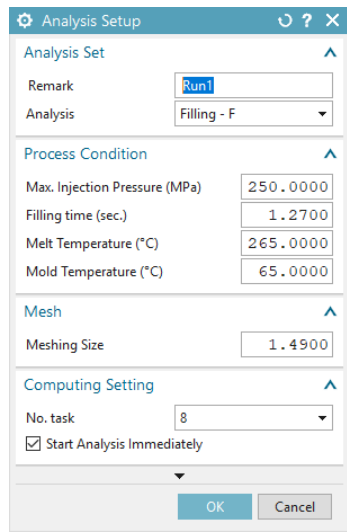 Analysis Setup
Analysis Set
Remark Run1
Analysis Filling - F
Process Condition
Max. Injection Pressure (MPa) 250.0000
Filling time (sec.) 1.2700
Melt Temperature (°C) 265.0000
Mold Temperature (°C) 65.0000
Mesh
Meshing Size 1.4900
Computing Setting
No. task 8
Start Analysis Immediately
OK Cancel